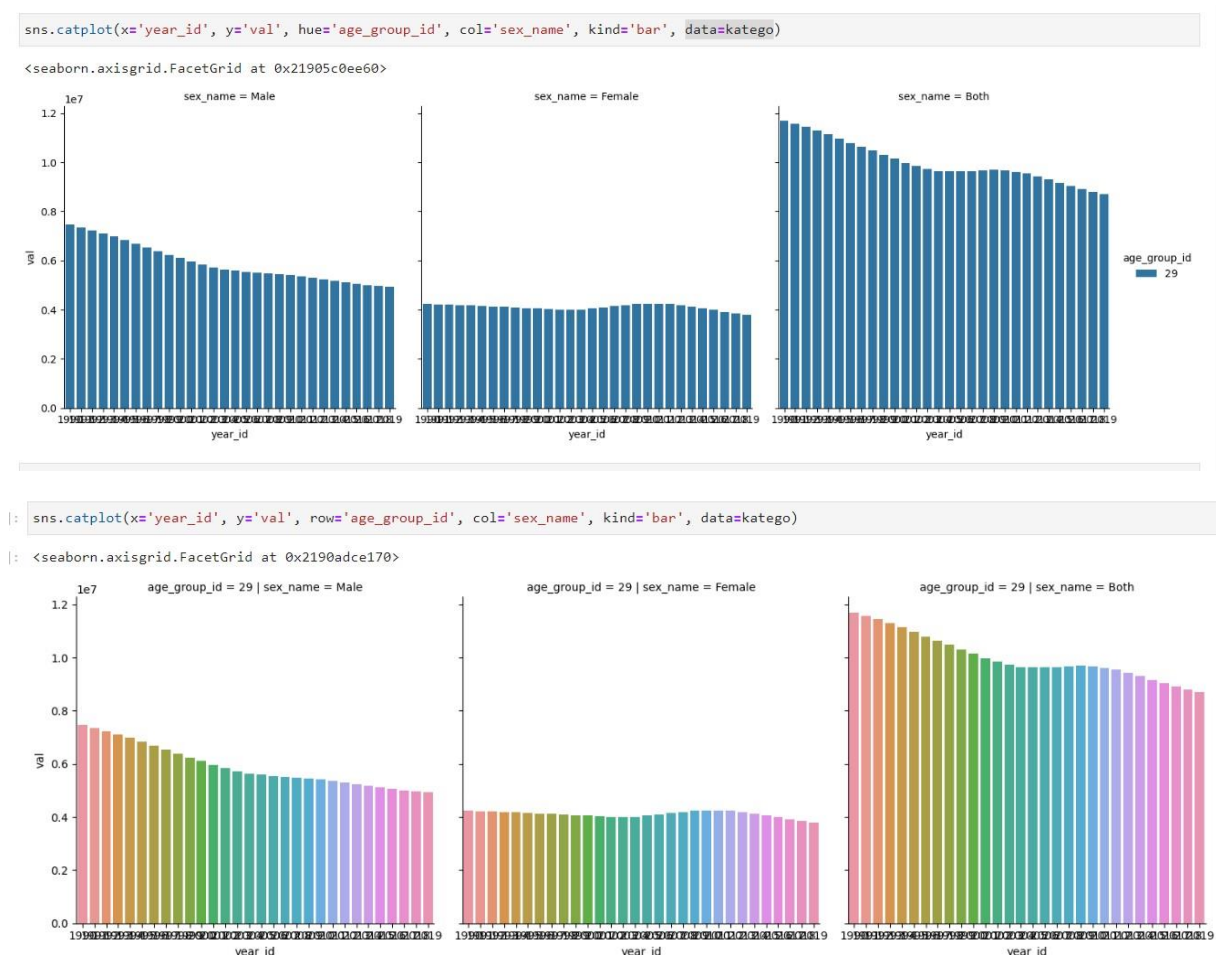 sns.catplot(x='year_id', y='val', hue='age_group_id', col='sex_name', kind='bar', data=katego)
<seaborn.axisgrid.FacetGrid at 0x21905c0ee60>
1e7
sex_name = Male
sex_name = Female
sex_name = Both
1.2
1.0
0.8
0.6
0.4
0.2
0.0
val
age_group_id
29
year_id
year_id
year_id
]: sns.catplot(x='year_id', y='val', row='age_group_id', col='sex_name', kind='bar', data=katego)
]: <seaborn.axisgrid.FacetGrid at 0x2190adce170>
1e7
age_group_id = 29 | sex_name = Male
age_group_id = 29 | sex_name = Female
age_group_id = 29 | sex_name = Both
1.2
1.0
0.8
0.6
0.4
0.2
0.0
val
year_id
year_id
year_id